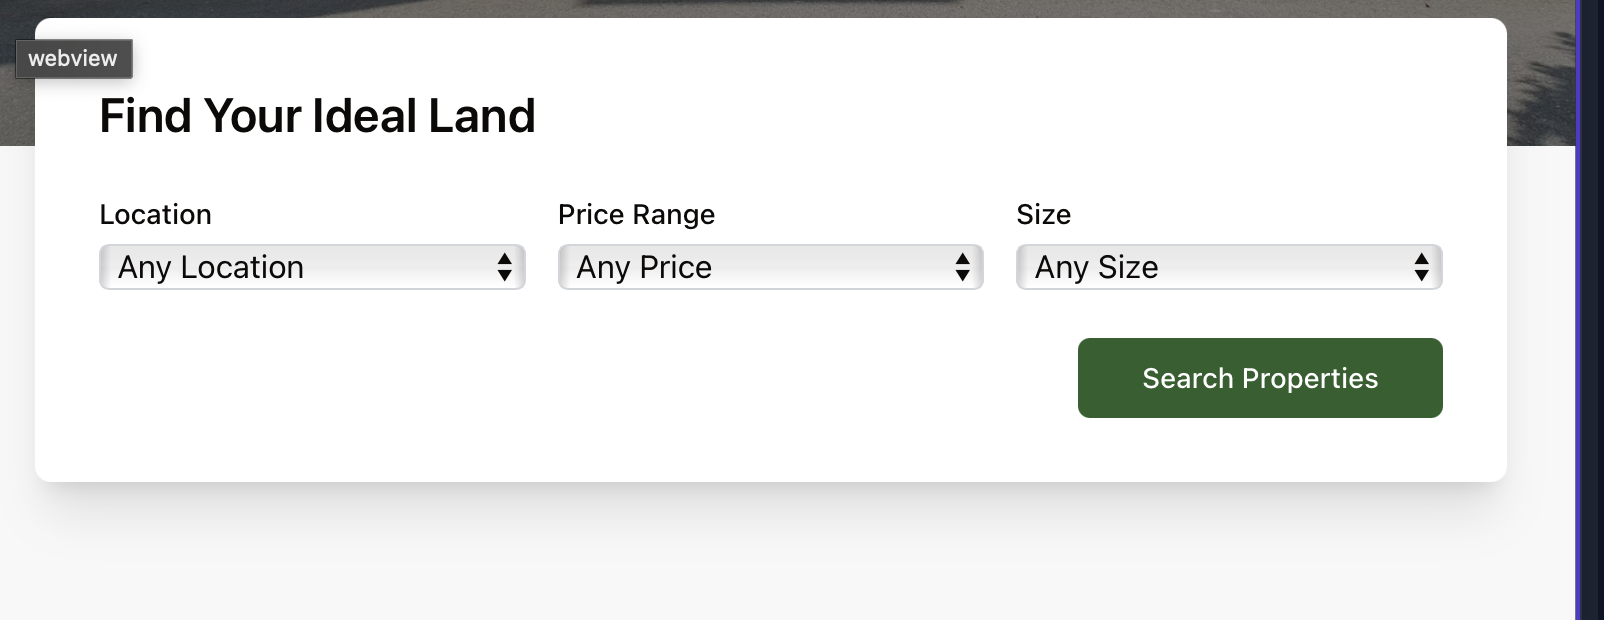 webview
Find Your Ideal Land
Location
Price Range
Size
Any Location
Any Price
Any Size
Search Properties